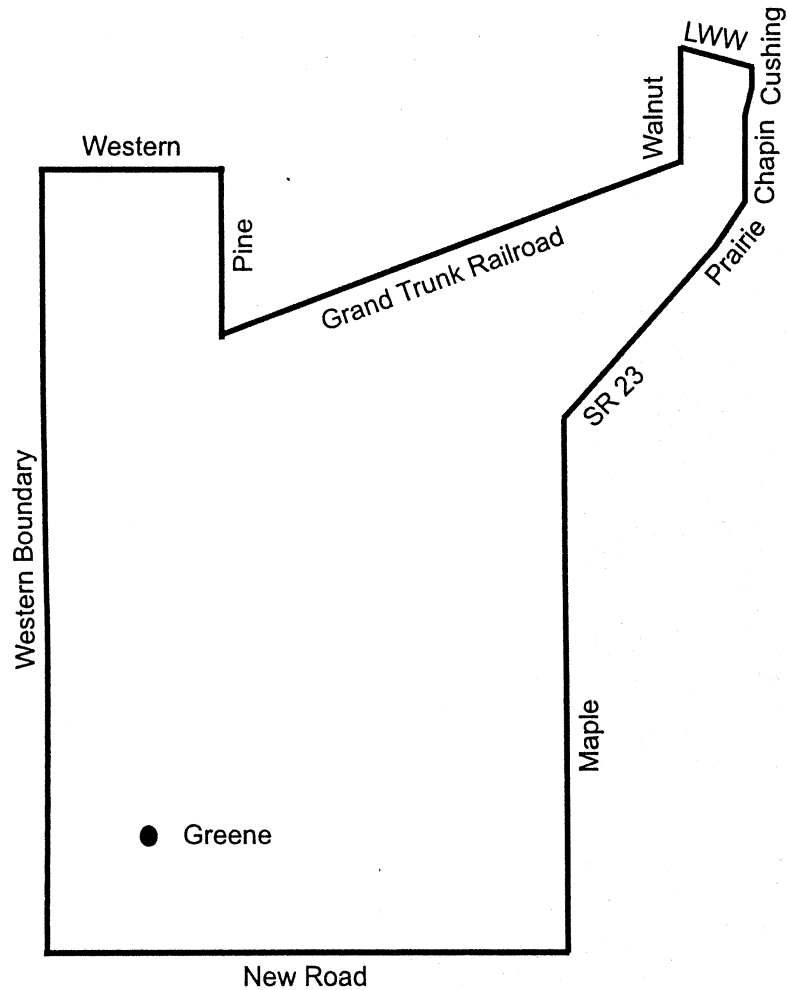 LWW
Cushing
Walnut
Chapin
Western
Pine
Prairie
Grand Trunk Railroad
SR 23
Western Boundary
Maple
Greene
New Road